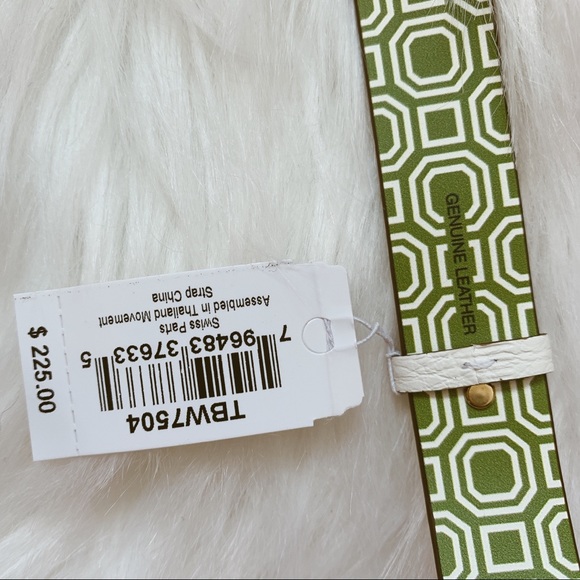 TBW7504
7 96483 37633 5
Assembled in Thailand Movement
Swiss Parts
Strap China
$ 225.00
GENUINE LEATHER